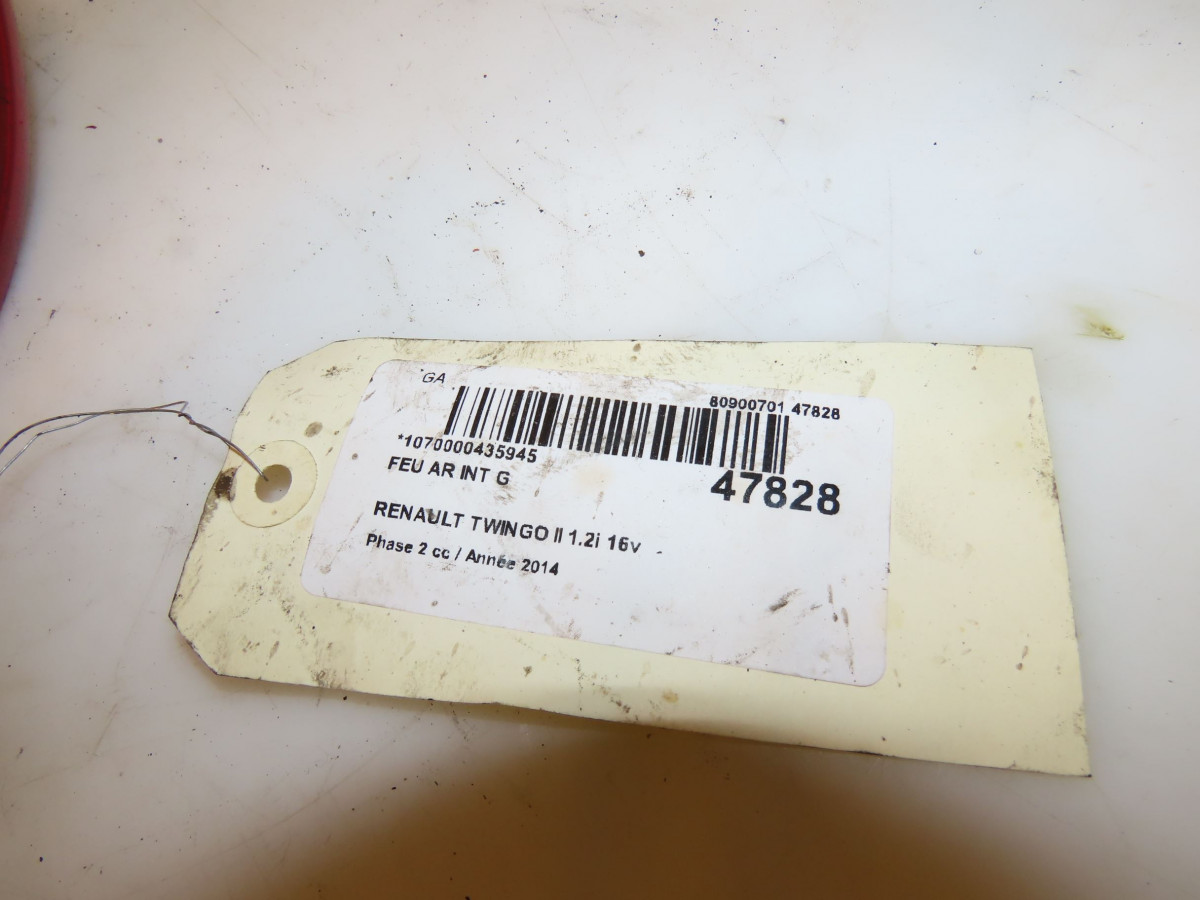 GA
80900701 47828
*1070000435945
FEU AR INT G
47828
RENAULT TWINGO II 1.2i 16v
Phase 2 cc / Année 2014